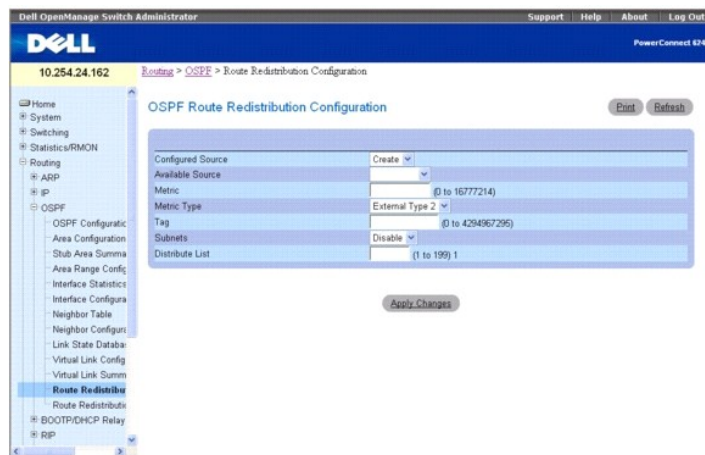 Dell OpenManage Switch Administrator
Support Help About Log Out
DELL
PowerConnect 624
10.254.24.162
Routing > OSPF > Route Redistribution Configuration
Home
System
Switching
Statistics/RMON
Routing
ARP
IP
OSPF
OSPF Configuratic
Area Configuration
Stub Area Summa
Area Range Config
Interface Statistics
Interface Configura
Neighbor Table
Neighbor Configura
Link State Databa
Virtual Link Config
Virtual Link Summ
Route Redistribu
Route Redistributi
BOOTP/DHCP Relay
RIP
OSPF Route Redistribution Configuration
Print Refresh
Configured Source Create
Available Source
Metric (0 to 16777214)
Metric Type External Type 2
Tag (0 to 4294967295)
Subnets Disable
Distribute List (1 to 199) 1
Apply Changes